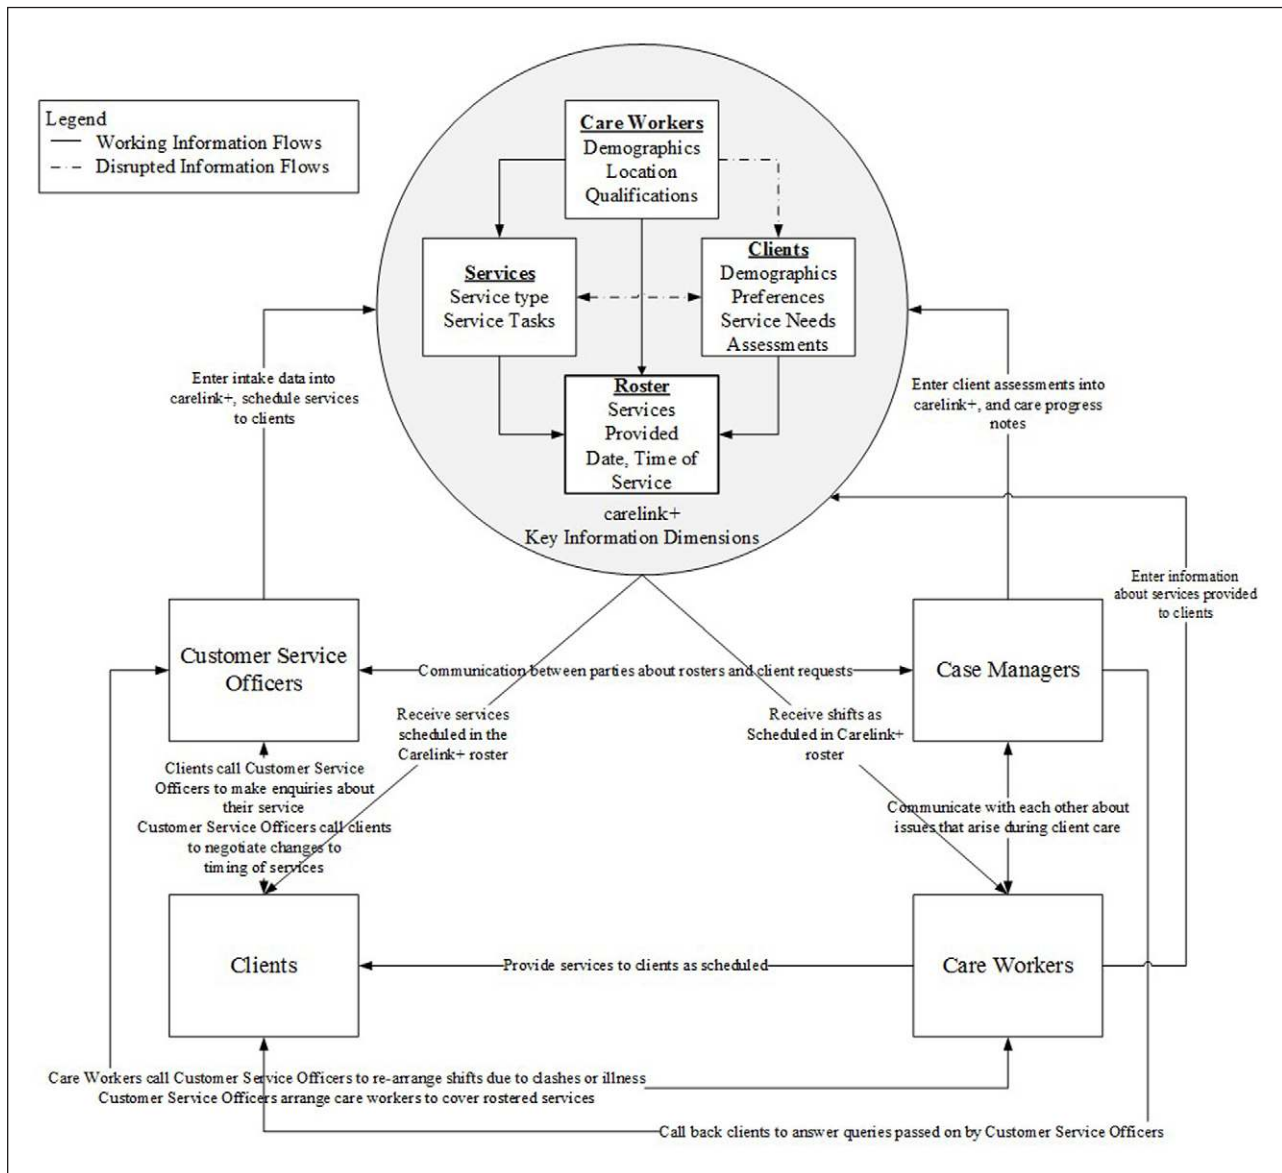 Legend
Working Information Flows
Disrupted Information Flows
Care Workers
Demographics
Location
Qualifications
Services
Service type
Service Tasks
Clients
Demographics
Preferences
Service Needs
Assessments
Roster
Services
Provided
Date, Time of
Service
carelink+
Key Information Dimensions
Enter intake data into
carelink+, schedule services
to clients
Enter client assessments into
carelink+, and care progress
notes
Enter information
about services provided
to clients
Customer Service
Officers
Communication between parties about rosters and client requests
Case Managers
Receive services
scheduled in the
Carelink+ roster
Receive shifts as
Scheduled in Carelink+
roster
Clients call Customer Service
Officers to make enquiries about
their service
Customer Service Officers call clients
to negotiate changes to
timing of services
Communicate with each other about
issues that arise during client care
Clients
Provide services to clients as scheduled
Care Workers
Care Workers call Customer Service Officers to re-arrange shifts due to clashes or illness
Customer Service Officers arrange care workers to cover rostered services
Call back clients to answer queries passed on by Customer Service Officers